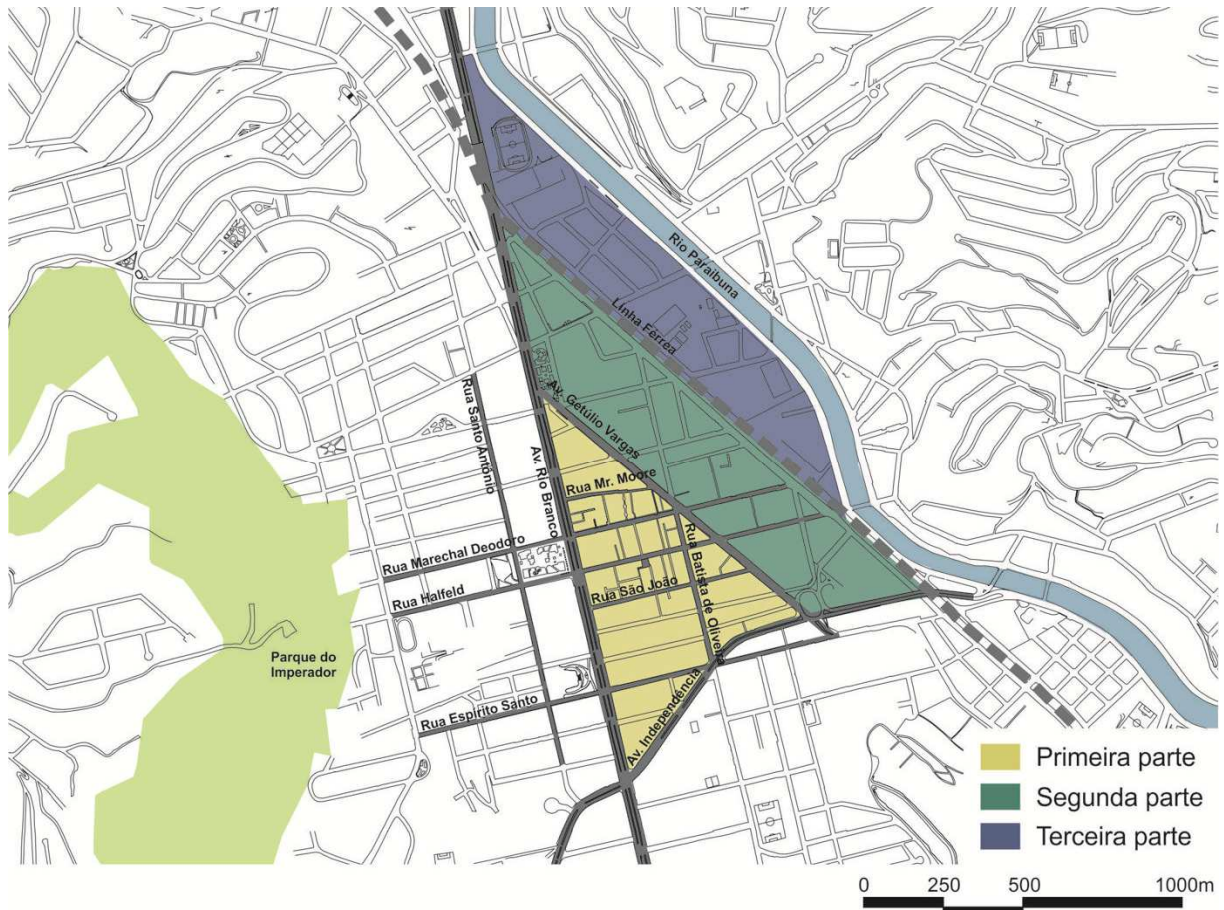 Rio Paraibuna
Linha Férrea
Av. Getúlio Vargas
Rua Santo Antônio
Av. Rio Branco
Rua Mr. Moore
Rua Marechal Deodoro
Rua Halfeld
Rua São João
Rua Batista de Oliveira
Parque do
Imperador
Rua Espírito Santo
Av. Independência
Primeira parte
Segunda parte
Terceira parte
0 250 500 1000m